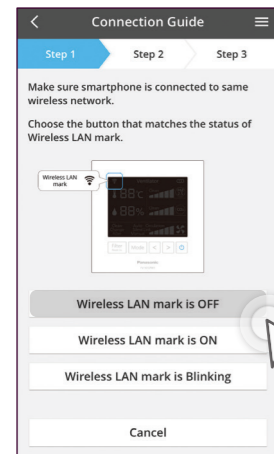 Connection Guide
Step 1
Step 2
Step 3
Make sure smartphone is connected to same
wireless network.
Choose the button that matches the status of
Wireless LAN mark.
Wireless LAN
mark
Mode
Panasonic
Wireless LAN mark is OFF
Wireless LAN mark is ON
Wireless LAN mark is Blinking
Cancel